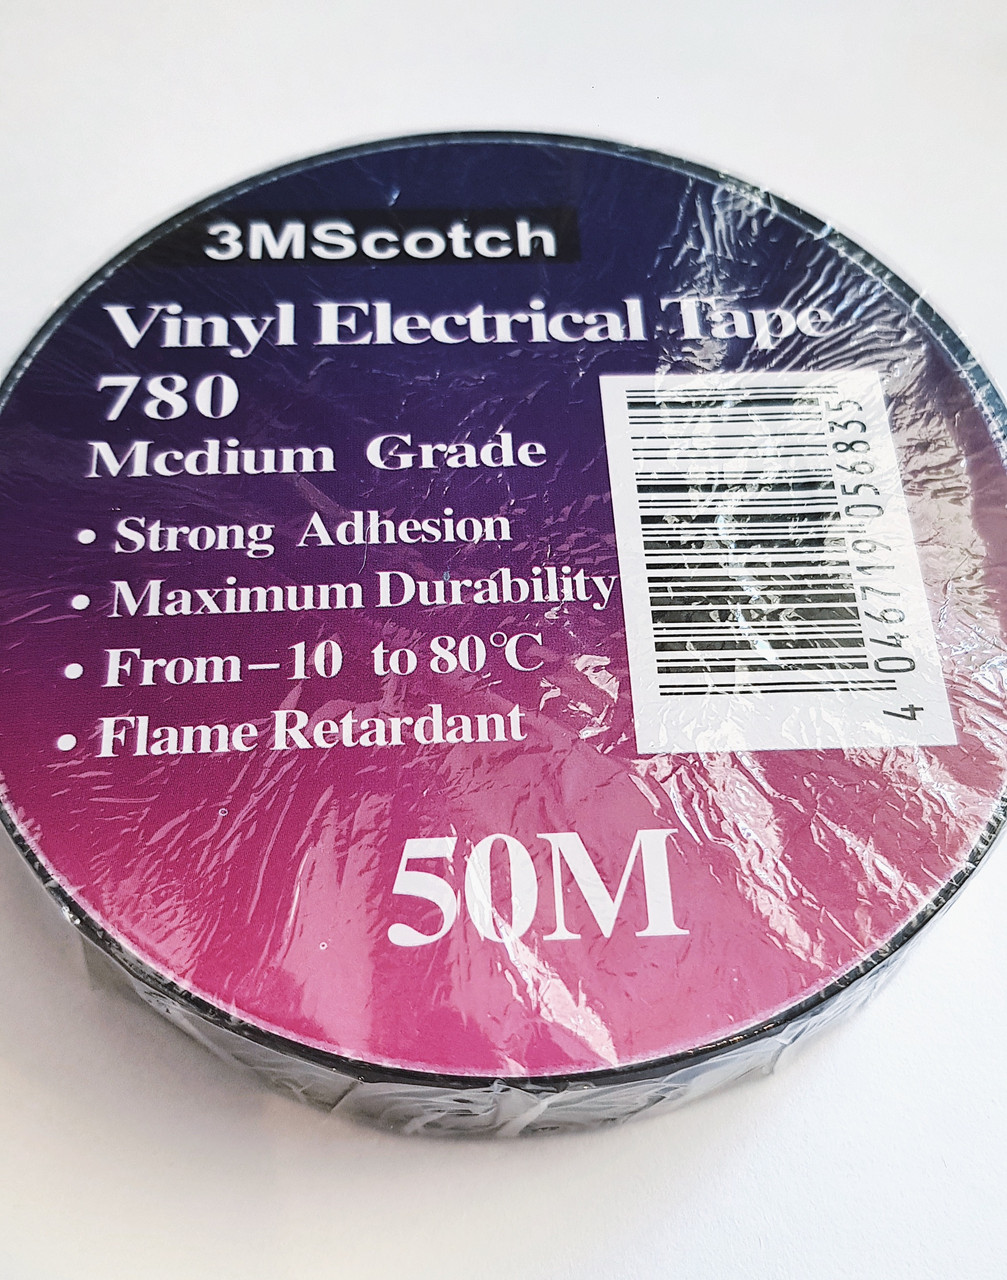 3MScotch
Vinyl Electrical Tape
780
Mcdium Grade
• Strong Adhesion
• Maximum Durability
• From–10 to 80°C
• Flame Retardant
50M
4 046719 056835